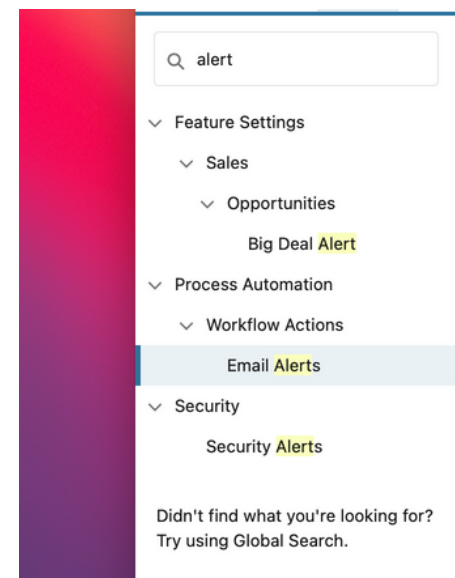 alert
Feature Settings
Sales
Opportunities
Big Deal Alert
Process Automation
Workflow Actions
Email Alerts
Security
Security Alerts
Didn't find what you're looking for?
Try using Global Search.